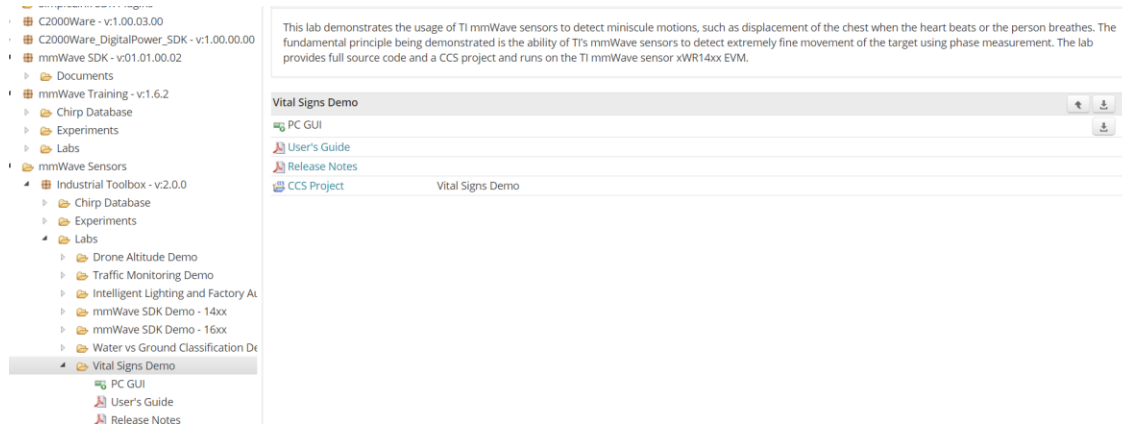 C2000Ware - v:1.00.03.00
C2000Ware_DigitalPower_SDK - v:1.00.00.00
mmWave SDK - v:01.01.00.02
Documents
mmWave Training - v:1.6.2
Chirp Database
Experiments
Labs
mmWave Sensors
Industrial Toolbox - v:2.0.0
Chirp Database
Experiments
Labs
Drone Altitude Demo
Traffic Monitoring Demo
Intelligent Lighting and Factory Au
mmWave SDK Demo - 14xx
mmWave SDK Demo - 16xx
Water vs Ground Classification De
Vital Signs Demo
PC GUI
User's Guide
Release Notes
This lab demonstrates the usage of TI mmWave sensors to detect miniscule motions, such as displacement of the chest when the heart beats or the person breathes. The
fundamental principle being demonstrated is the ability of TI's mmWave sensors to detect extremely fine movement of the target using phase measurement. The lab
provides full source code and a CCS project and runs on the TI mmWave sensor xWR14xx EVM.
Vital Signs Demo
PC GUI
User's Guide
Release Notes
CCS Project Vital Signs Demo